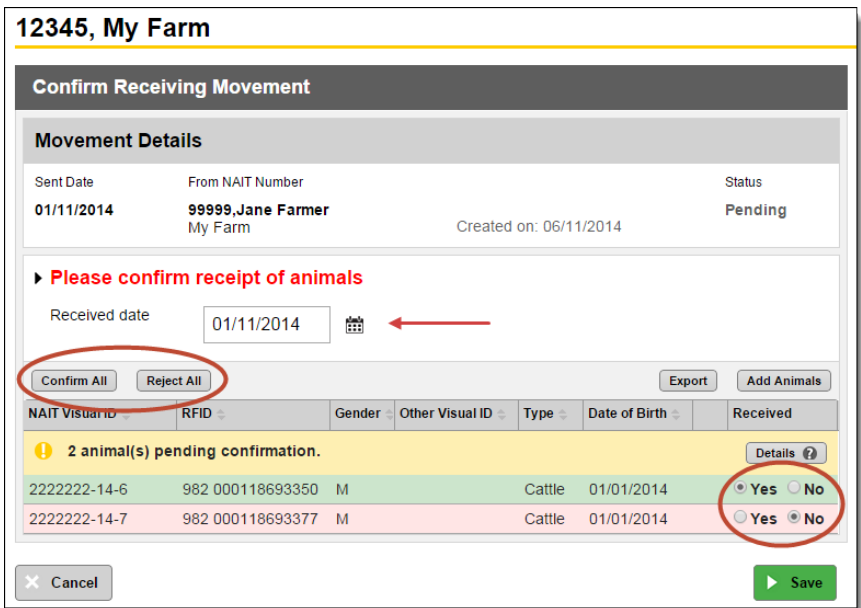 12345, My Farm
Confirm Receiving Movement
Movement Details
Sent Date From NAIT Number Status
01/11/2014 99999,Jane Farmer Pending
My Farm Created on: 06/11/2014
Please confirm receipt of animals
Received date 01/11/2014
Confirm All Reject All Export Add Animals
NAIT Visual ID RFID Gender Other Visual ID Type Date of Birth Received
2 animal(s) pending confirmation. Details ?
2222222-14-6 982 000118693350 M Cattle 01/01/2014 Yes No
2222222-14-7 982 000118693377 M Cattle 01/01/2014 Yes No
Cancel Save